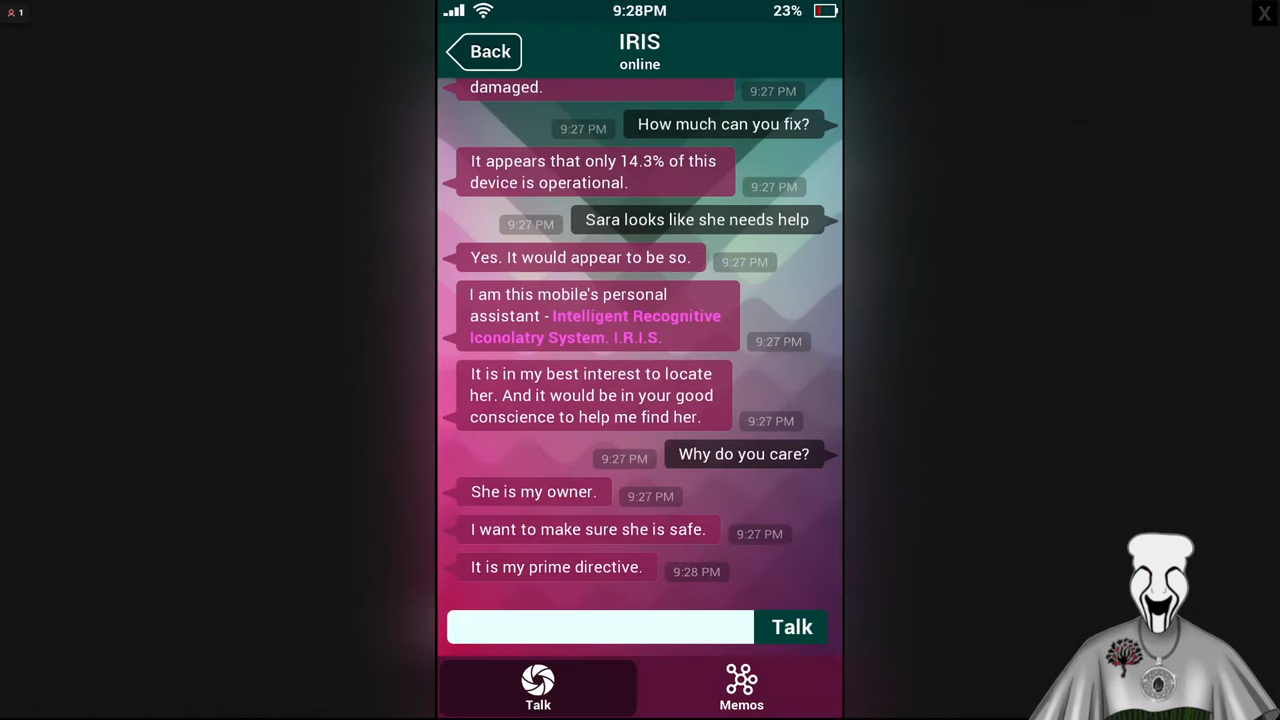 1
X
9:28PM
23%
Back
IRIS
online
damaged.
9:27 PM
How much can you fix?
9:27 PM
It appears that only 14.3% of this
device is operational.
9:27 PM
Sara looks like she needs help
9:27 PM
Yes. It would appear to be so.
9:27 PM
I am this mobile's personal
assistant - Intelligent Recognitive
Iconolatry System. I.R.I.S.
9:27 PM
It is in my best interest to locate
her. And it would be in your good
conscience to help me find her.
9:27 PM
Why do you care?
9:27 PM
She is my owner.
9:27 PM
I want to make sure she is safe.
9:27 PM
It is my prime directive.
9:28 PM
Talk
Talk
Memos